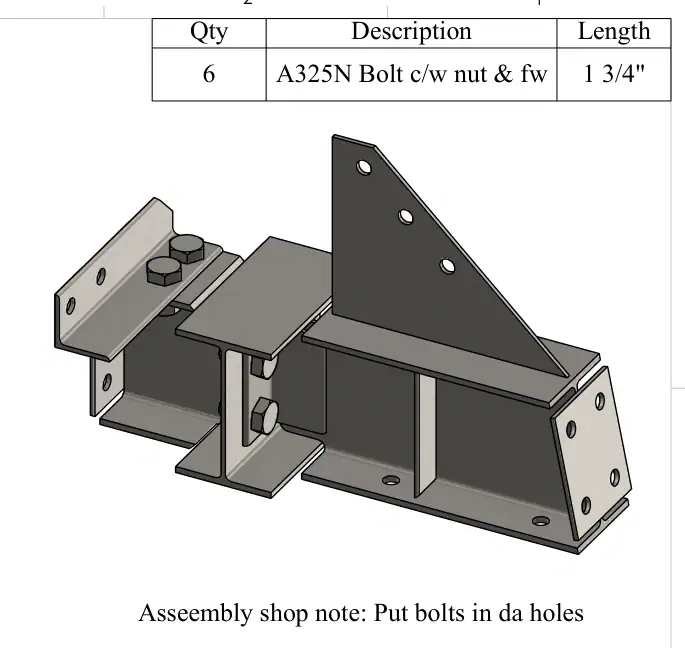 Qty Description Length
6 A325N Bolt c/w nut & fw 1 3/4"
Asseembly shop note: Put bolts in da holes